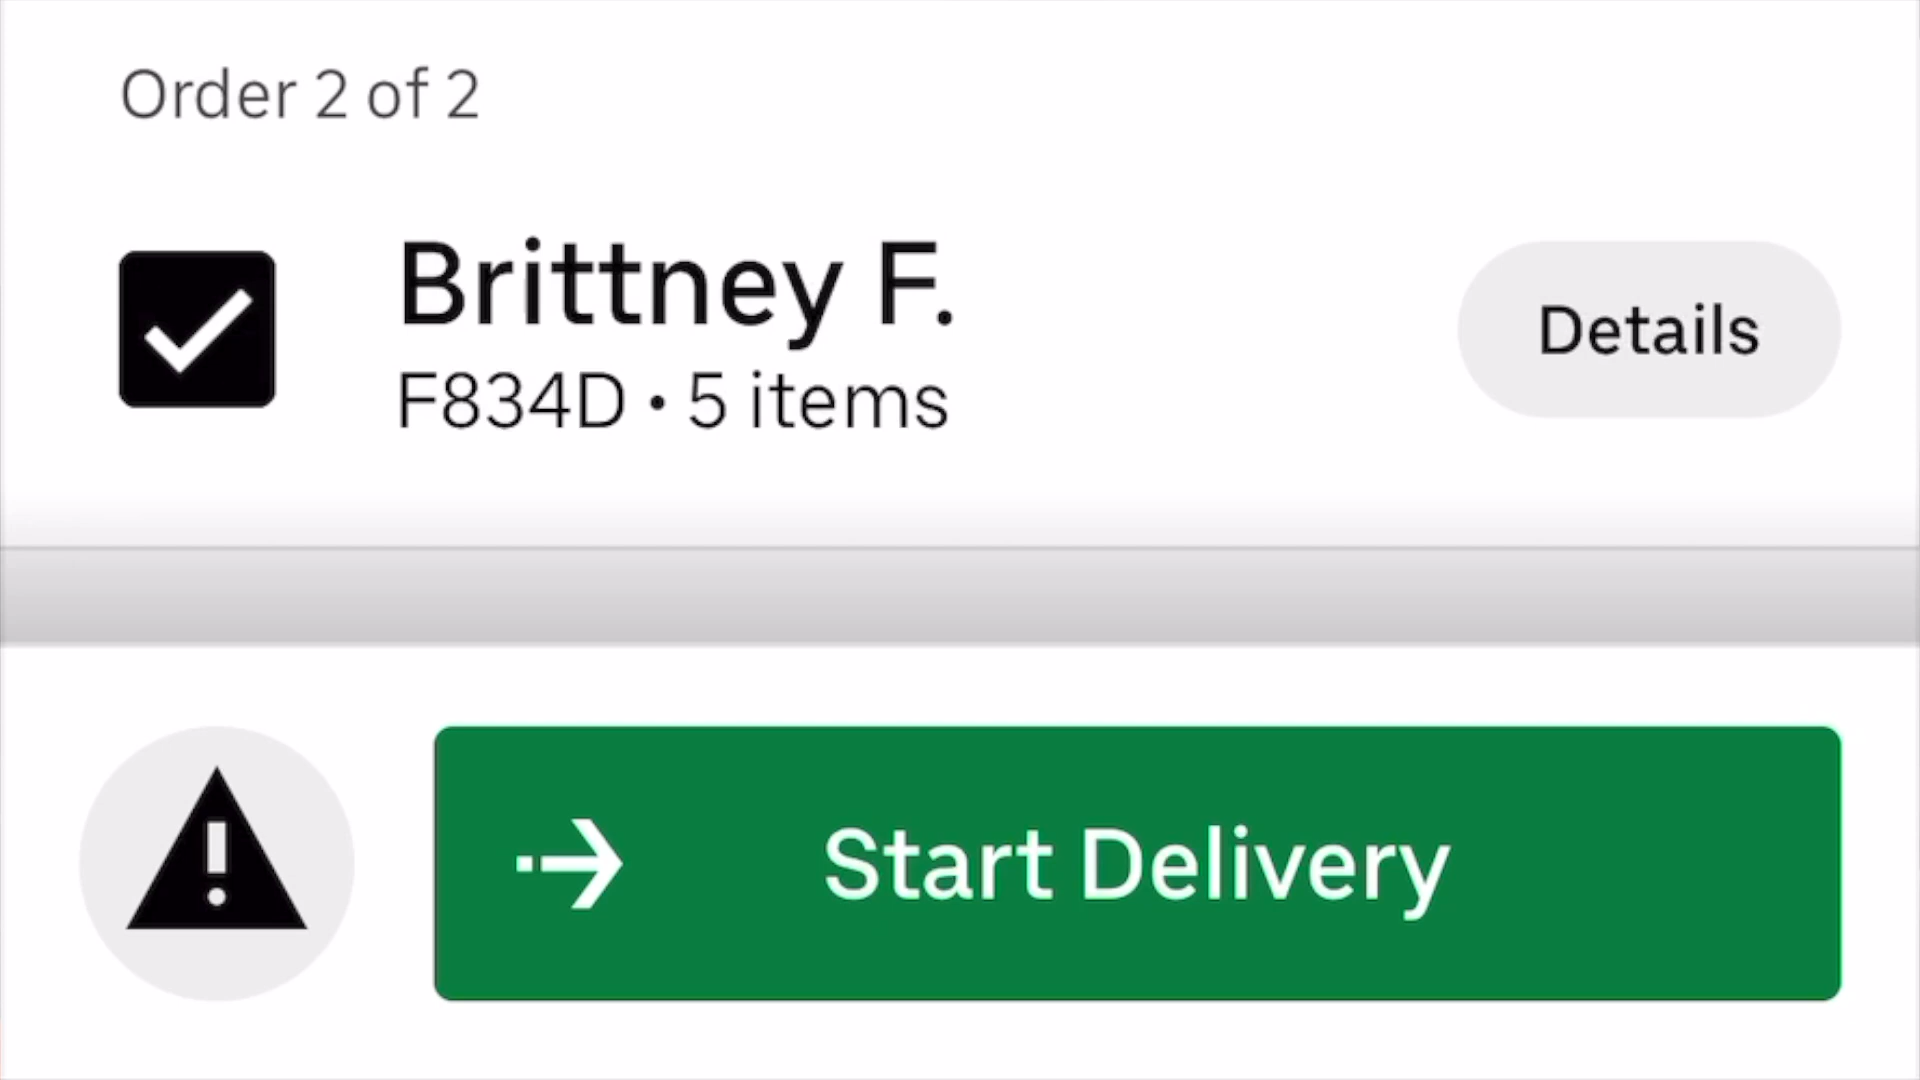 Order 2 of 2
Brittney F.
F834D • 5 items
Details
Start Delivery